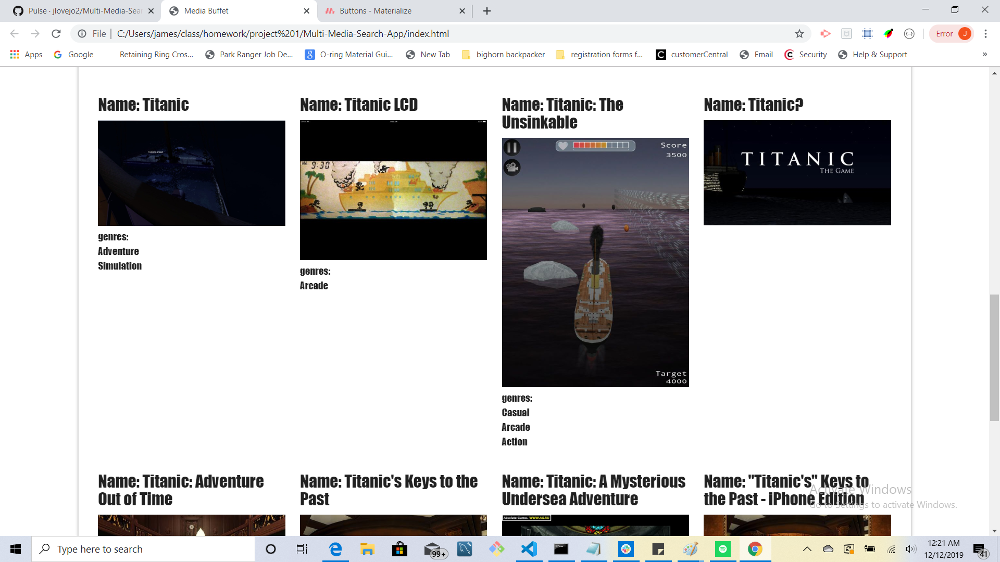 Pulse · jlovejo2/Multi-Media-Sear
Media Buffet
Buttons - Materialize
File
C:/Users/james/class/homework/project%201/Multi-Media-Search-App/index.html
Error
J
Apps
Google
Retaining Ring Cros...
Park Ranger Job De...
O-ring Material Gui...
New Tab
bighorn backpacker
registration forms f...
customerCentral
Email
Security
Help & Support
»
Name: Titanic
Iceberg ahead
genres:
Adventure
Simulation
Name: Titanic LCD
AM 9:30
genres:
Arcade
Name: Titanic: The
Unsinkable
Score
3500
Target
4000
genres:
Casual
Arcade
Action
Name: Titanic?
TITANIC
THE GAME
Name: Titanic: Adventure
Out of Time
Name: Titanic's Keys to the
Past
Name: Titanic: A Mysterious
Undersea Adventure
Absolute Games. WWW.AG.RU
Name: "Titanic's" Keys to
the Past - iPhone Edition
Activate Windows
Go to Settings to activate Windows.
Type here to search
99+
12:21 AM
12/12/2019
41